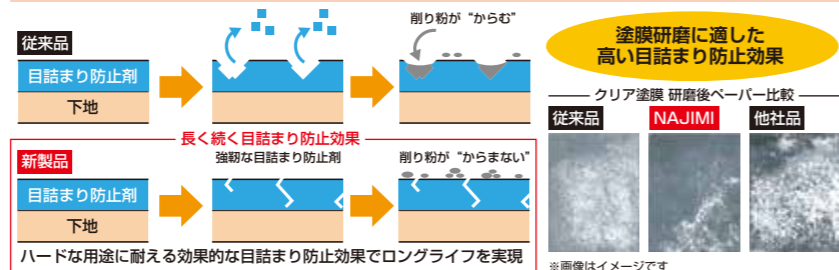 従来品
目詰まり防止剤
下地
削り粉が“からむ”
長く続く目詰まり防止効果
新製品
目詰まり防止剤
下地
強靭な目詰まり防止剤
削り粉が“からまない”
ハードな用途に耐える効果的な目詰まり防止効果でロングライフを実現
塗膜研磨に適した
高い目詰まり防止効果
クリア塗膜 研磨後ペーパー比較
従来品
NAJIMI
他社品
※画像はイメージです